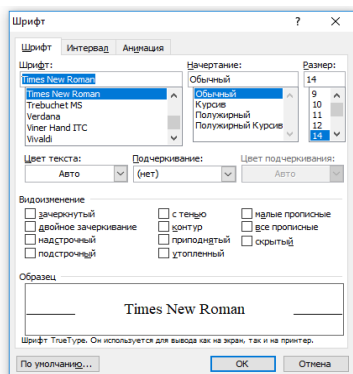 Шрифт ? X
Шрифт Интервал Анимация
Шрифт: Начертание: Размер:
Times New Roman Обычный 14
Times New Roman Обычный 9
Trebuchet MS Курсив 10
Verdana Полужирный 11
Viner Hand ITC Полужирный Курсив 12
Vivaldi 14
Цвет текста: Подчеркивание: Цвет подчеркивания:
Авто (нет) Авто
Видоизменение
зачеркнутый с тенью малые прописные
двойное зачеркивание контур все прописные
надстрочный приподнятый скрытый
подстрочный утопленный
Образец
Times New Roman
Шрифт TrueType. Он используется для вывода как на экран, так и на принтер.
По умолчанию... ОК Отмена